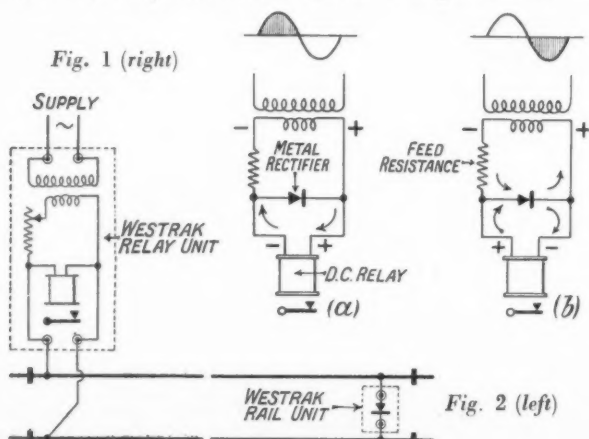 Fig. 1 (right)
SUPPLY
~
WESTRAK
RELAY UNIT
- +
METAL
RECTIFIER
- +
D.C. RELAY
(a)
- +
FEED
RESISTANCE
+ -
(b)
WESTRAK
RAIL UNIT
Fig. 2 (left)